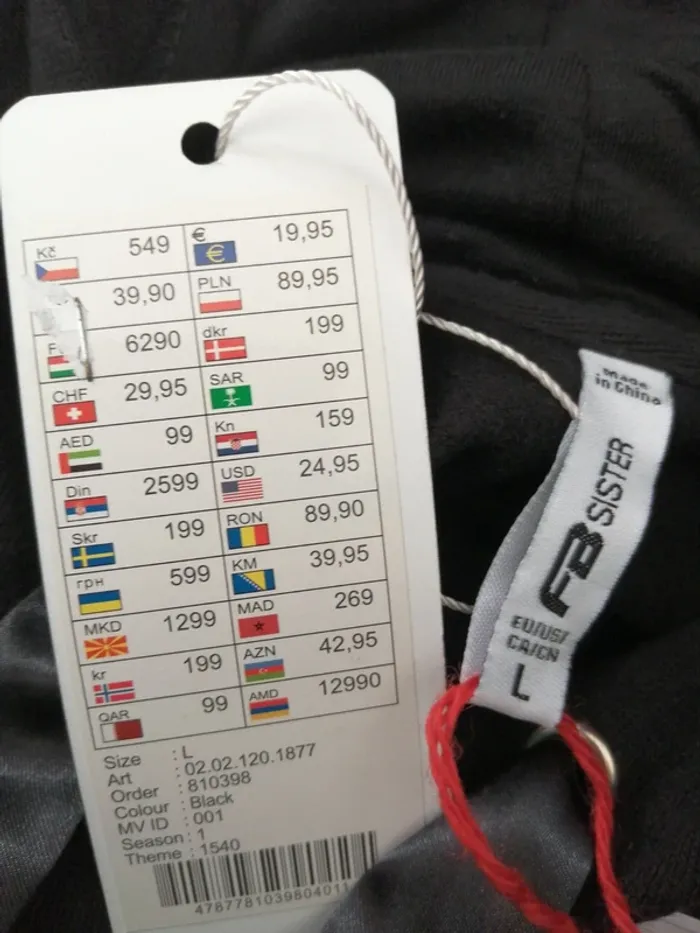 Kč 549 € 19,95
39,90 PLN 89,95
F 6290 dkr 199
CHF 29,95 SAR 99
AED 99 Kn 159
Din 2599 USD 24,95
Skr 199 RON 89,90
грн 599 KM 39,95
MKD 1299 MAD 269
kr 199 AZN 42,95
QAR 99 AMD 12990
Size : L
Art : 02.02.120.1877
Order : 810398
Colour : Black
MV ID : 001
Season : 1
Theme : 1540
4787781039804011
made
in China
FB SISTER
EU/US/
CA/CN
L